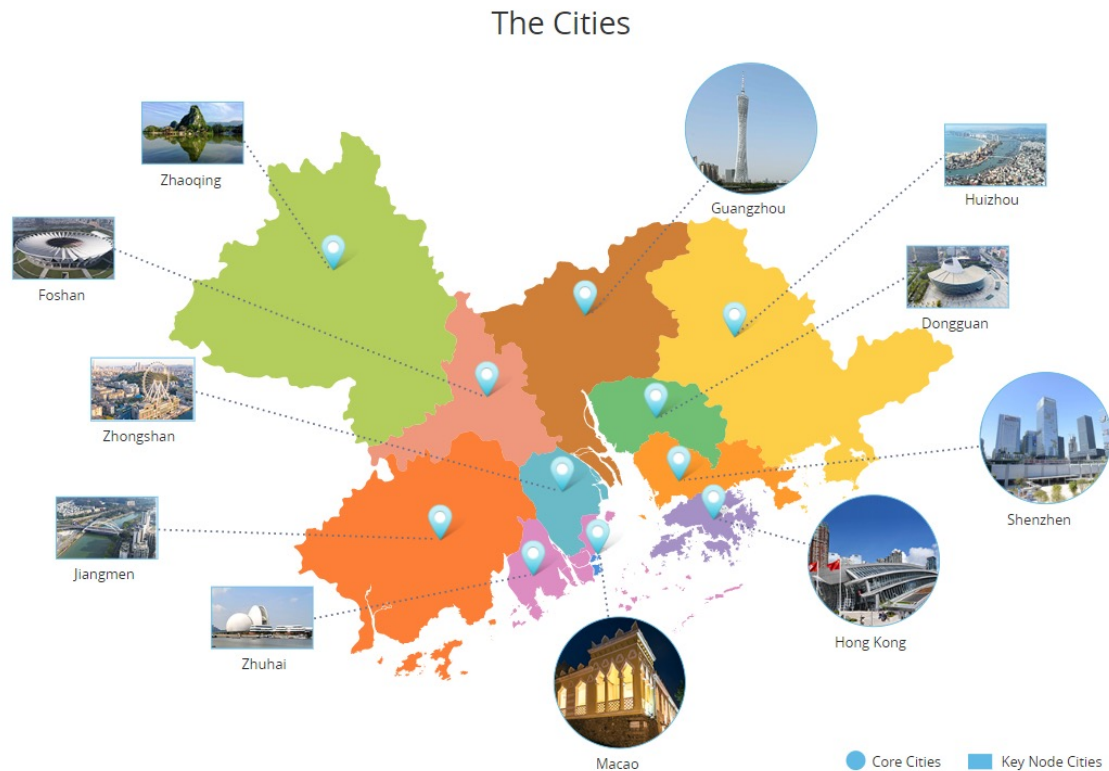 The Cities
Zhaoqing
Guangzhou
Huizhou
Foshan
Dongguan
Zhongshan
Shenzhen
Jiangmen
Hong Kong
Zhuhai
Macao
Core Cities
Key Node Cities